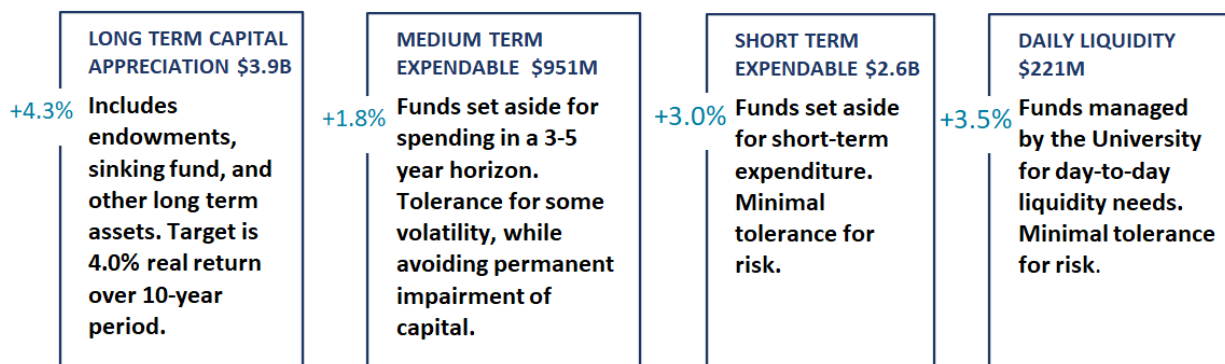 LONG TERM CAPITAL
APPRECIATION $3.9B
+4.3%
Includes
endowments,
sinking fund, and
other long term
assets. Target is
4.0% real return
over 10-year
period.
MEDIUM TERM
EXPENDABLE $951M
+1.8%
Funds set aside for
spending in a 3-5
year horizon.
Tolerance for some
volatility, while
avoiding permanent
impairment of
capital.
SHORT TERM
EXPENDABLE $2.6B
+3.0%
Funds set aside
for short-term
expenditure.
Minimal
tolerance for
risk.
DAILY LIQUIDITY
$221M
+3.5%
Funds managed
by the University
for day-to-day
liquidity needs.
Minimal tolerance
for risk.